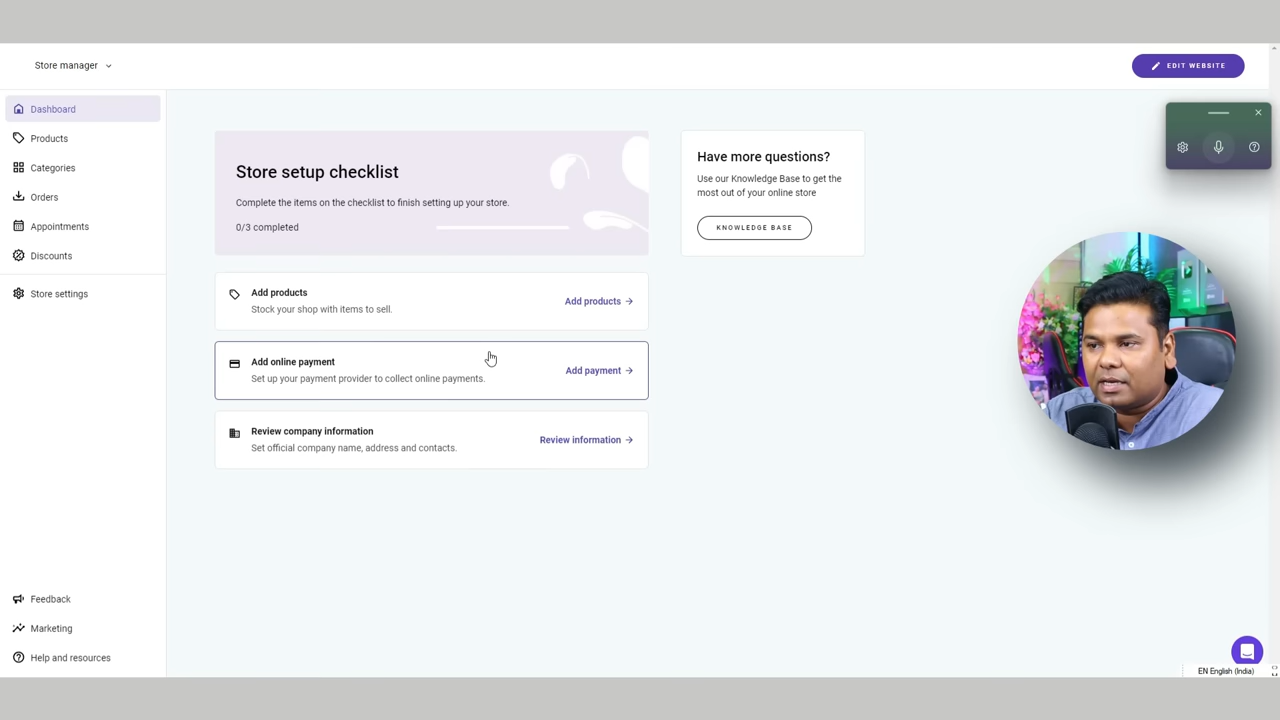 Store manager
EDIT WEBSITE
Dashboard
Products
Categories
Orders
Appointments
Discounts
Store settings
Feedback
Marketing
Help and resources
Store setup checklist
Complete the items on the checklist to finish setting up your store.
0/3 completed
Add products
Stock your shop with items to sell.
Add products
Add online payment
Set up your payment provider to collect online payments.
Add payment
Review company information
Set official company name, address and contacts.
Review information
Have more questions?
Use our Knowledge Base to get the
most out of your online store
KNOWLEDGE BASE
EN English (India)